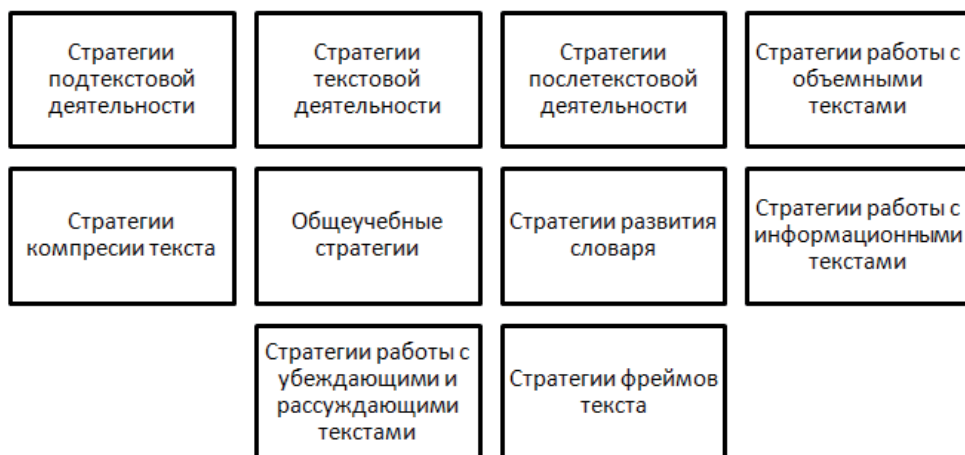 Стратегии
подтекстовой
деятельности
Стратегии
текстовой
деятельности
Стратегии
послетекстовой
деятельности
Стратегии работы с
объемными
текстами
Стратегии
компресии текста
Общеучебные
стратегии
Стратегии развития
словаря
Стратегии работы с
информационными
текстами
Стратегии работы с
убеждающими и
рассуждающими
текстами
Стратегии фреймов
текста